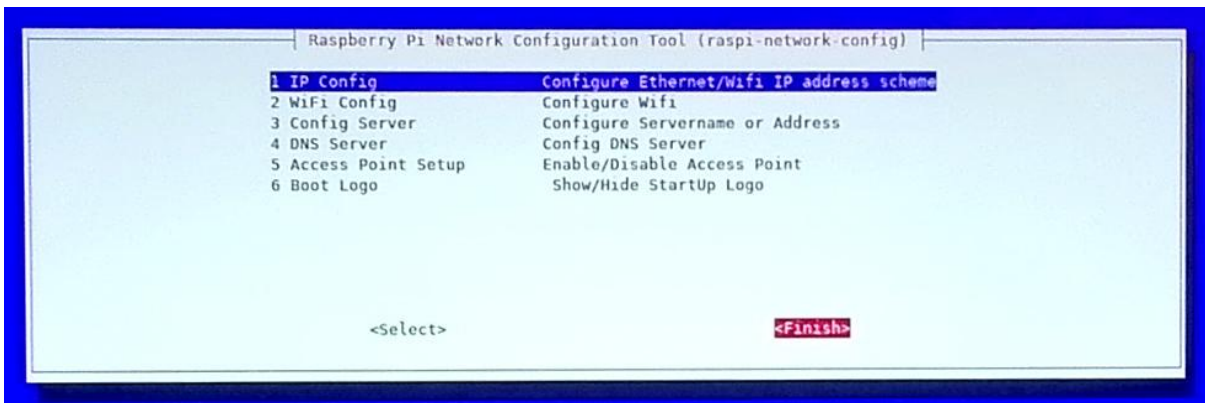 Raspberry Pi Network Configuration Tool (raspi-network-config)
1 IP Config Configure Ethernet/Wifi IP address scheme
2 WiFi Config Configure Wifi
3 Config Server Configure Servername or Address
4 DNS Server Config DNS Server
5 Access Point Setup Enable/Disable Access Point
6 Boot Logo Show/Hide StartUp Logo
<Select> <Finish>